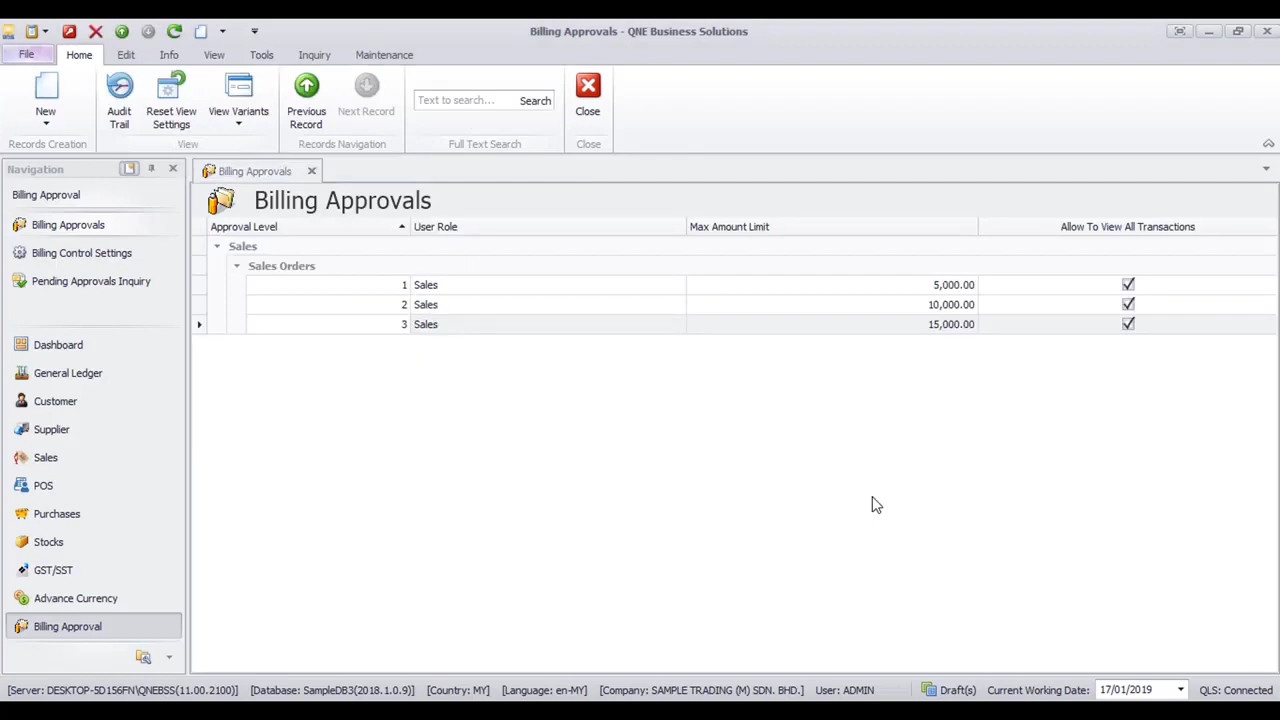 Billing Approvals - QNE Business Solutions
File Home Edit Info View Tools Inquiry Maintenance
New Audit Trail Reset View Settings View Variants Previous Record Next Record Text to search... Search Close
Records Creation View Records Navigation Full Text Search Close
Navigation
Billing Approvals
Billing Approval
Billing Approvals
Billing Control Settings
Pending Approvals Inquiry
Dashboard
General Ledger
Customer
Supplier
Sales
POS
Purchases
Stocks
GST/SST
Advance Currency
Billing Approval
Billing Approvals
Approval Level User Role Max Amount Limit Allow To View All Transactions
Sales
Sales Orders
1 Sales 5,000.00
2 Sales 10,000.00
3 Sales 15,000.00
[Server: DESKTOP-5D156FN\QNEBSS(11.00.2100)] [Database: SampleDB3(2018.1.0.9)] [Country: MY] [Language: en-MY] [Company: SAMPLE TRADING (M) SDN. BHD.] User: ADMIN Draft(s) Current Working Date: 17/01/2019 QLS: Connected